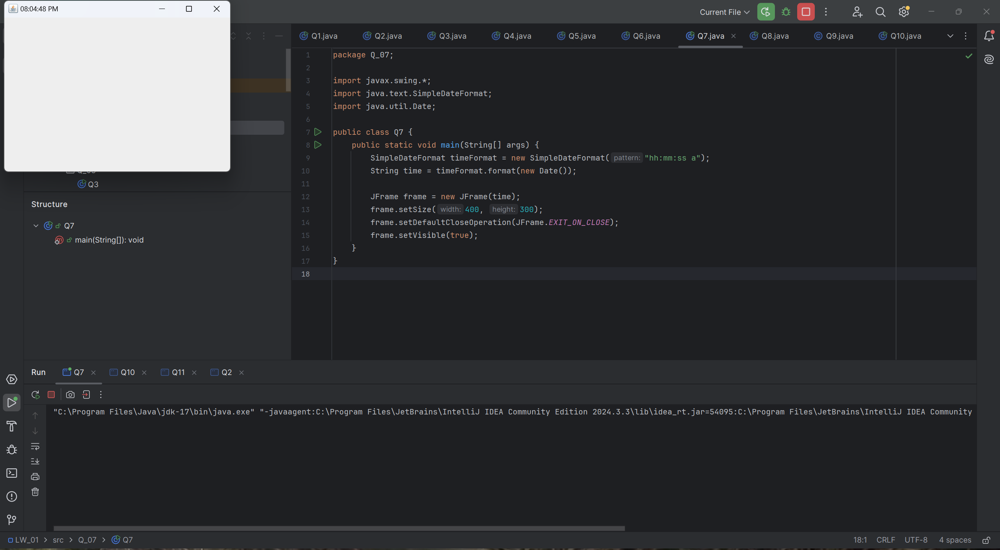 08:04:48 PM
Current File
Q1.java Q2.java Q3.java Q4.java Q5.java Q6.java Q7.java Q8.java Q9.java Q10.java
1 package Q_07;
2
3 import javax.swing.*;
4 import java.text.SimpleDateFormat;
5 import java.util.Date;
6
7 public class Q7 {
8 public static void main(String[] args) {
9 SimpleDateFormat timeFormat = new SimpleDateFormat( pattern: "hh:mm:ss a");
10 String time = timeFormat.format(new Date());
11
12 JFrame frame = new JFrame(time);
13 frame.setSize( width: 400, height: 300);
14 frame.setDefaultCloseOperation(JFrame.EXIT_ON_CLOSE);
15 frame.setVisible(true);
16 }
17 }
18
Q3
Structure
Q7
main(String[]): void
Run Q7 Q10 Q11 Q2
"C:\Program Files\Java\jdk-17\bin\java.exe" "-javaagent:C:\Program Files\JetBrains\IntelliJ IDEA Community Edition 2024.3.3\lib\idea_rt.jar=54095:C:\Program Files\JetBrains\IntelliJ IDEA Community
LW_01 > src > Q_07 > Q7
18:1 CRLF UTF-8 4 spaces